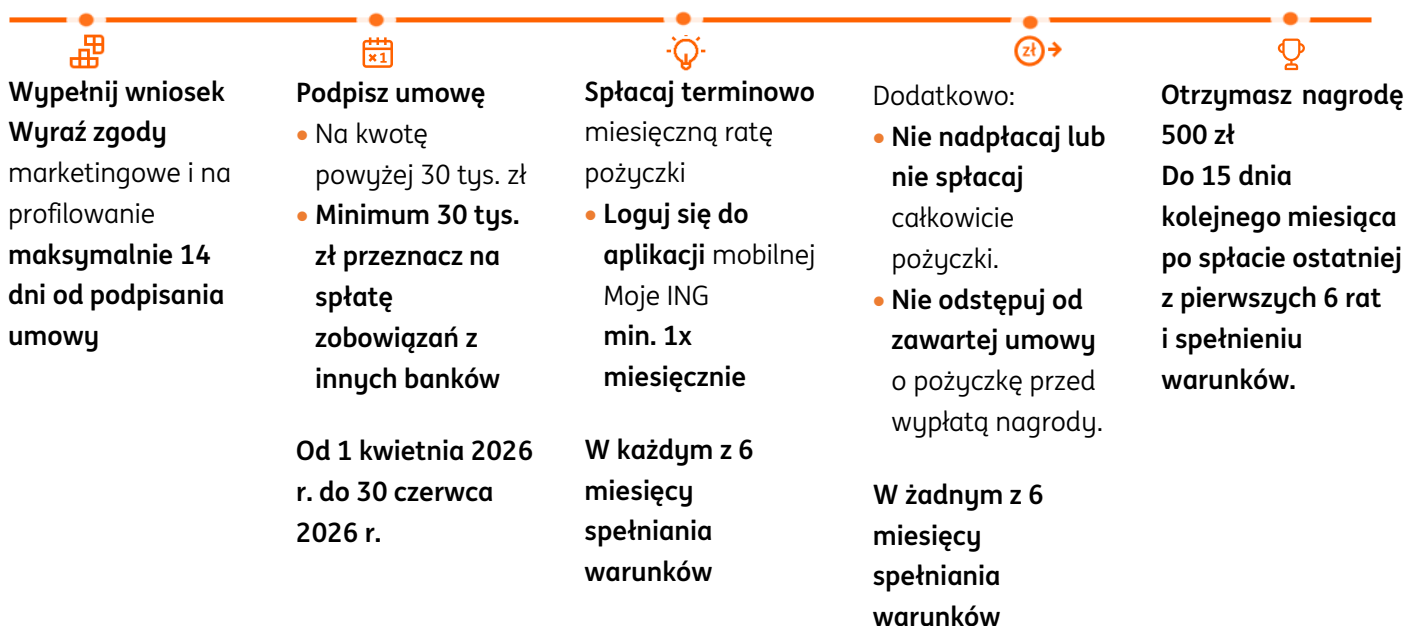 x1
zł
Wypełnij wniosek
Wyraź zgody
marketingowe i na
profilowanie
maksymalnie 14
dni od podpisania
umowy
Podpisz umowę
• Na kwotę
powyżej 30 tys. zł
• Minimum 30 tys.
zł przeznacz na
spłatę
zobowiązań z
innych banków
Od 1 kwietnia 2026
r. do 30 czerwca
2026 r.
Spłacaj terminowo
miesięczną ratę
pożyczki
• Loguj się do
aplikacji mobilnej
Moje ING
min. 1x
miesięcznie
W każdym z 6
miesięcy
spełniania
warunków
Dodatkowo:
• Nie nadpłacaj lub
nie spłacaj
całkowicie
pożyczki.
• Nie odstępuj od
zawartej umowy
o pożyczkę przed
wypłatą nagrody.
W żadnym z 6
miesięcy
spełniania
warunków
Otrzymasz nagrodę
500 zł
Do 15 dnia
kolejnego miesiąca
po spłacie ostatniej
z pierwszych 6 rat
i spełnieniu
warunków.